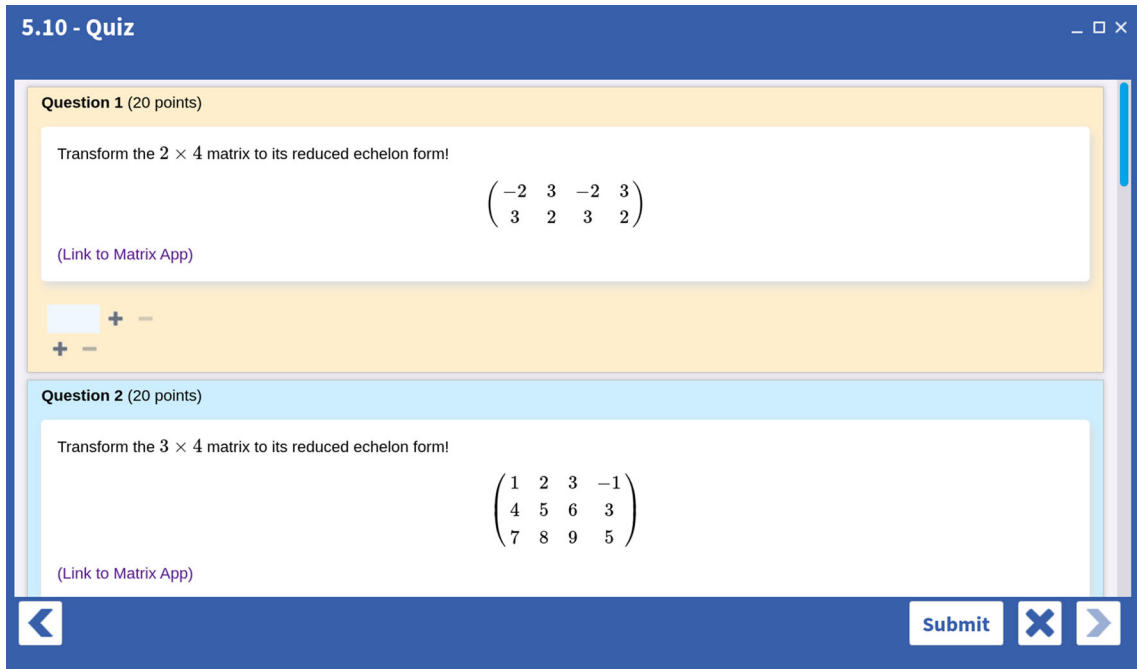 5.10 - Quiz
Question 1 (20 points)
Transform the 2 × 4 matrix to its reduced echelon form!
−2 3 −2 3
3 2 3 2
(Link to Matrix App)
Question 2 (20 points)
Transform the 3 × 4 matrix to its reduced echelon form!
1 2 3 −1
4 5 6 3
7 8 9 5
(Link to Matrix App)
Submit